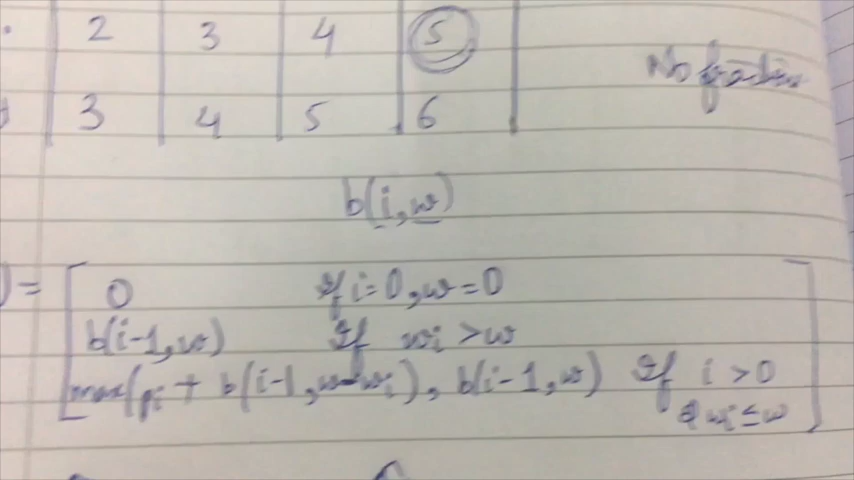 2 3 4 5
3 4 5 6
No fraction
b(i,w)
) = 0 If i=0, w=0
b(i-1, w) If wi > w
max(pi + b(i-1, w-wi), b(i-1, w) If i > 0
& wi ≤ w